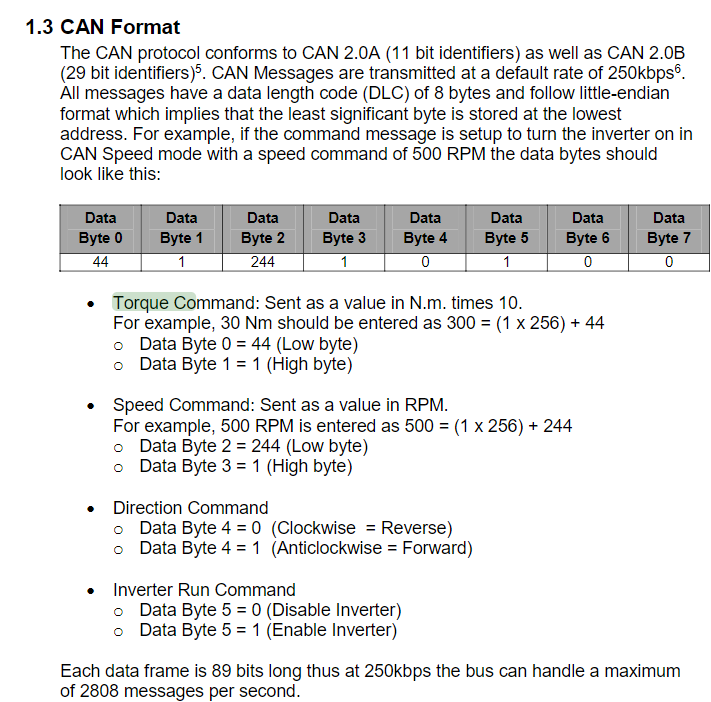 1.3 CAN Format
The CAN protocol conforms to CAN 2.0A (11 bit identifiers) as well as CAN 2.0B
(29 bit identifiers)⁵. CAN Messages are transmitted at a default rate of 250kbps⁶.
All messages have a data length code (DLC) of 8 bytes and follow little-endian
format which implies that the least significant byte is stored at the lowest
address. For example, if the command message is setup to turn the inverter on in
CAN Speed mode with a speed command of 500 RPM the data bytes should
look like this:
Data Data Data Data Data Data Data Data
Byte 0 Byte 1 Byte 2 Byte 3 Byte 4 Byte 5 Byte 6 Byte 7
44 1 244 1 0 1 0 0
• Torque Command: Sent as a value in N.m. times 10.
For example, 30 Nm should be entered as 300 = (1 x 256) + 44
o Data Byte 0 = 44 (Low byte)
o Data Byte 1 = 1 (High byte)
• Speed Command: Sent as a value in RPM.
For example, 500 RPM is entered as 500 = (1 x 256) + 244
o Data Byte 2 = 244 (Low byte)
o Data Byte 3 = 1 (High byte)
• Direction Command
o Data Byte 4 = 0 (Clockwise = Reverse)
o Data Byte 4 = 1 (Anticlockwise = Forward)
• Inverter Run Command
o Data Byte 5 = 0 (Disable Inverter)
o Data Byte 5 = 1 (Enable Inverter)
Each data frame is 89 bits long thus at 250kbps the bus can handle a maximum
of 2808 messages per second.